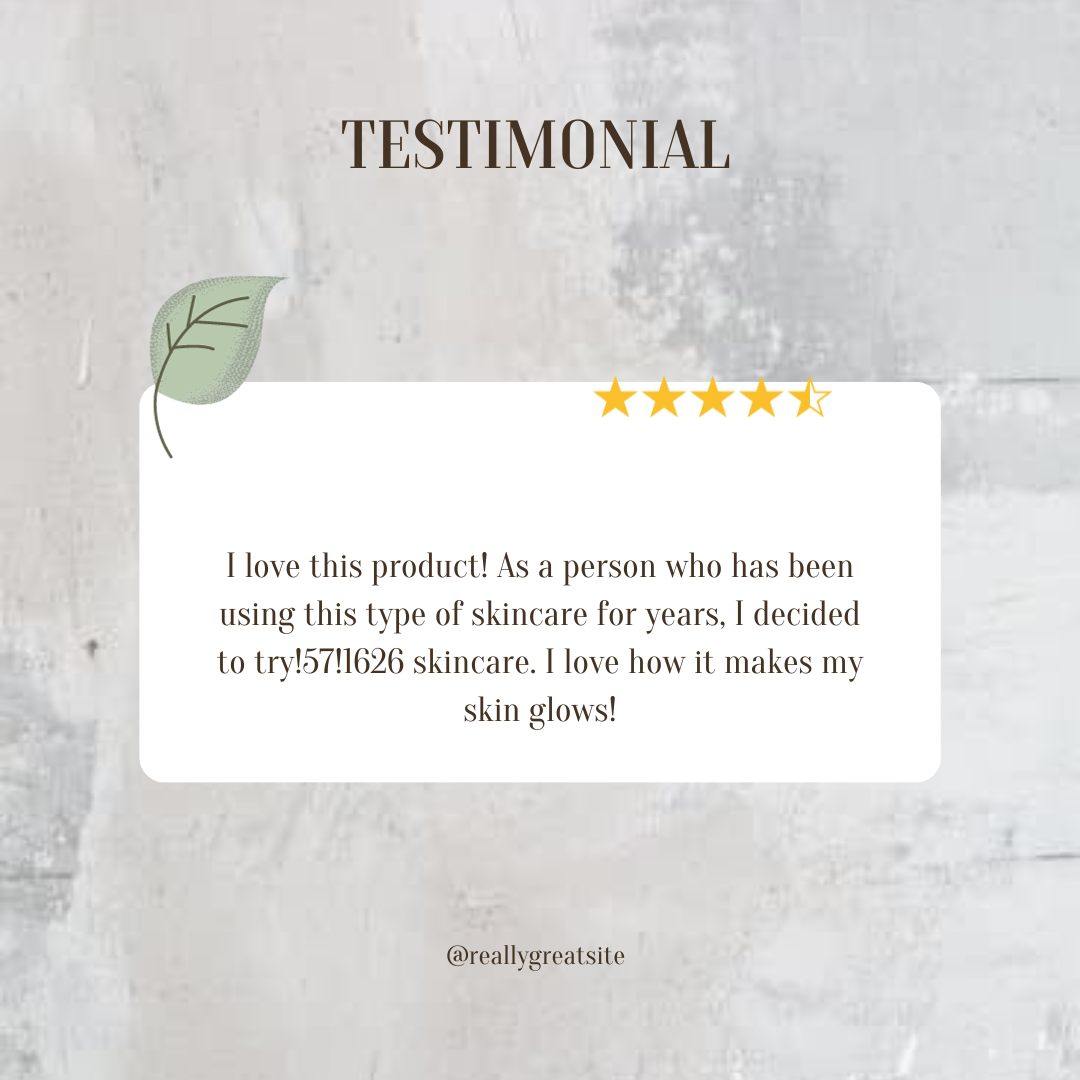 TESTIMONIAL
I love this product! As a person who has been
using this type of skincare for years, I decided
to try!57!1626 skincare. I love how it makes my
skin glows!
@reallygreatsite